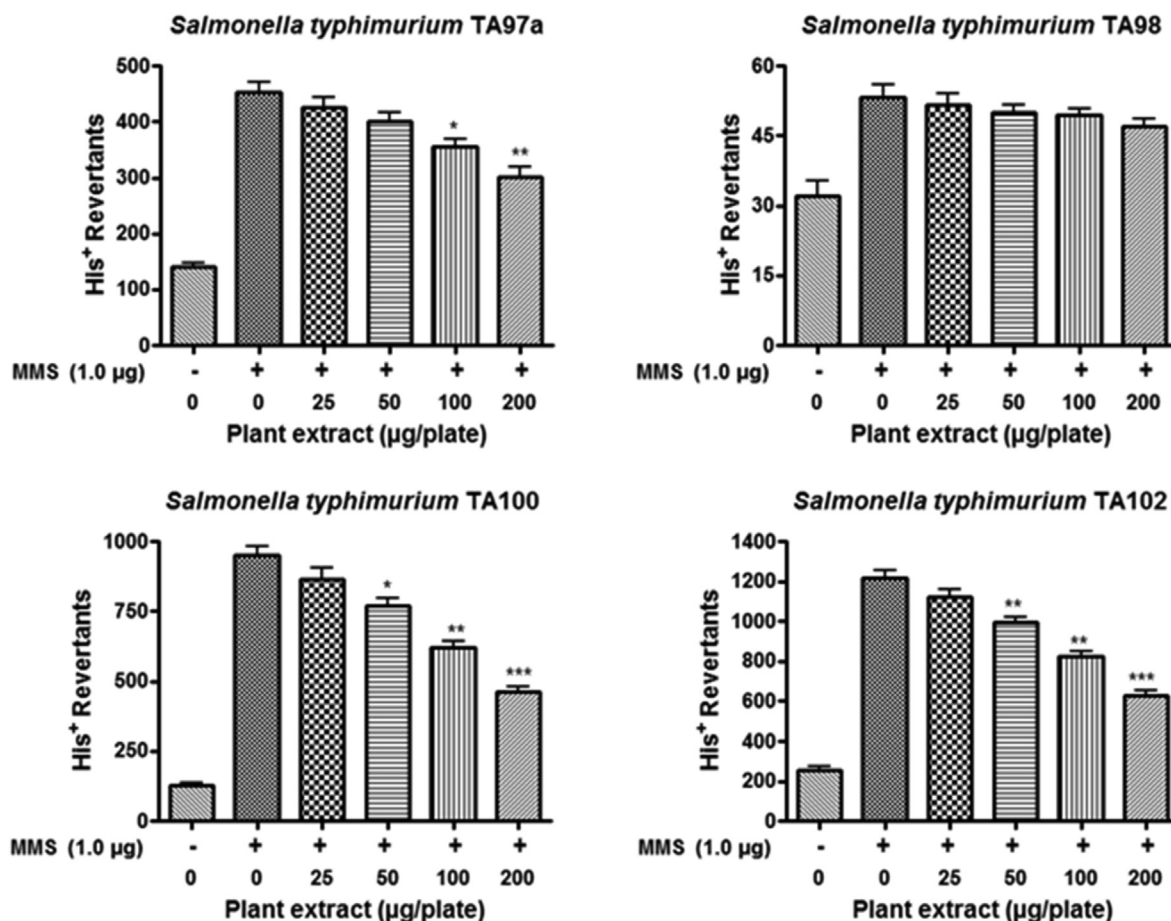 Salmonella typhimurium TA97a
500
400
300
200
100
0
His+ Revertants
*
**
MMS (1.0 µg) - + + + + +
0 0 25 50 100 200
Plant extract (µg/plate)
Salmonella typhimurium TA98
60
45
30
15
0
His+ Revertants
MMS (1.0 µg) - + + + + +
0 0 25 50 100 200
Plant extract (µg/plate)
Salmonella typhimurium TA100
1000
750
500
250
0
His+ Revertants
*
**
***
MMS (1.0 µg) - + + + + +
0 0 25 50 100 200
Plant extract (µg/plate)
Salmonella typhimurium TA102
1400
1200
1000
800
600
400
200
0
His+ Revertants
**
**
***
MMS (1.0 µg) - + + + + +
0 0 25 50 100 200
Plant extract (µg/plate)